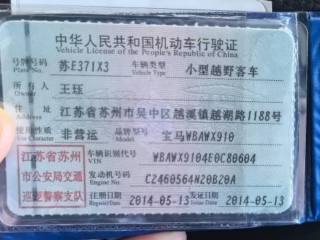 中华人民共和国机动车行驶证
Vehicle License of the People's Republic of China
号牌号码 苏E371X3 车辆类型 小型越野客车
Plate No. Vehicle Type
所有人 王珏
Owner
住址 江苏省苏州市吴中区越溪镇越湖路1188号
Address
使用性质 非营运 品牌型号 宝马WBAWX910
Model
江苏省苏州 车辆识别代号 WBAWX9104E0C80604
VIN
市公安局交通 发动机号码 CZ460564N20B20A
Engine No.
巡逻警察支队 注册日期 2014-05-13 发证日期 2014-05-13
Register Date Issue Date